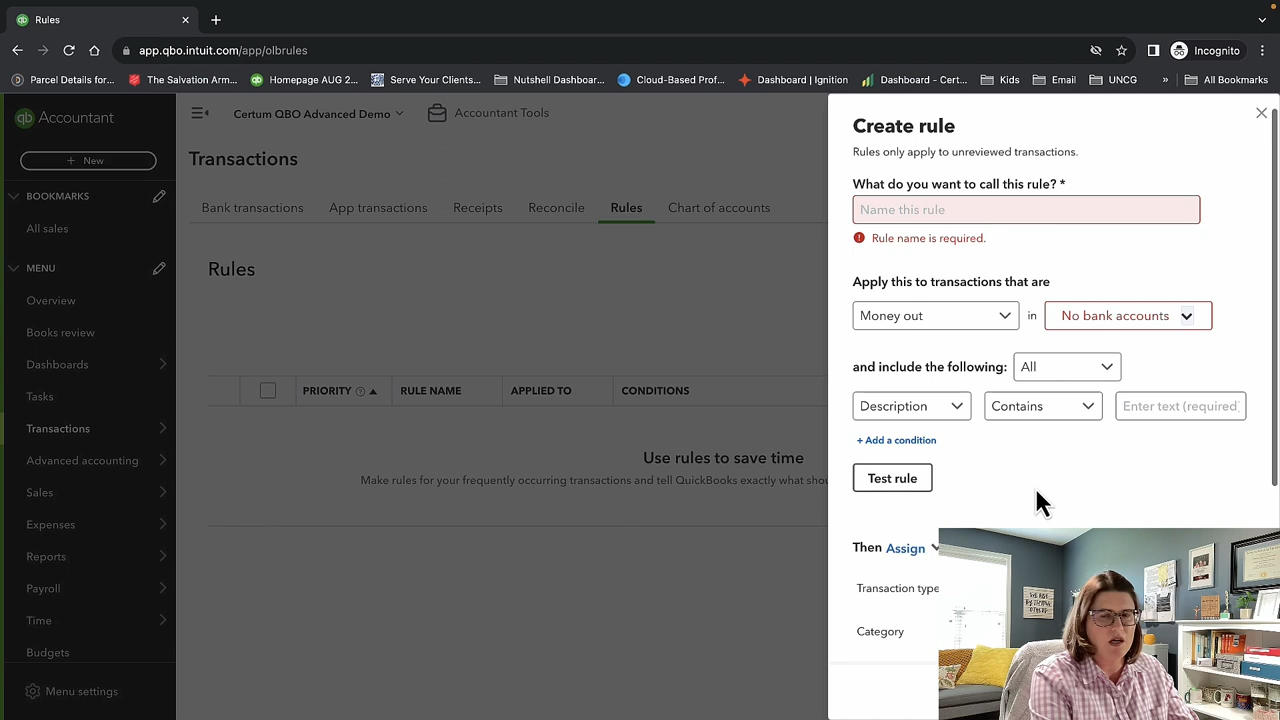 Rules
app.qbo.intuit.com/app/olbrules
Incognito
Parcel Details for...
The Salvation Arm...
Homepage AUG 2...
Serve Your Clients...
Nutshell Dashboar...
Cloud-Based Prof...
Dashboard | Ignition
Dashboard - Cert...
Kids
Email
UNCG
»
All Bookmarks
qb Accountant
Certum QBO Advanced Demo
Accountant Tools
+ New
BOOKMARKS
All sales
MENU
Overview
Books review
Dashboards
Tasks
Transactions
Advanced accounting
Sales
Expenses
Reports
Payroll
Time
Budgets
Menu settings
Transactions
Bank transactions
App transactions
Receipts
Reconcile
Rules
Chart of accounts
Rules
PRIORITY
RULE NAME
APPLIED TO
CONDITIONS
Use rules to save time
Make rules for your frequently occurring transactions and tell QuickBooks exactly what shou
Create rule
Rules only apply to unreviewed transactions.
What do you want to call this rule? *
Name this rule
Rule name is required.
Apply this to transactions that are
Money out in No bank accounts
and include the following: All
Description Contains Enter text (required)
+ Add a condition
Test rule
Then Assign
Transaction type
Category